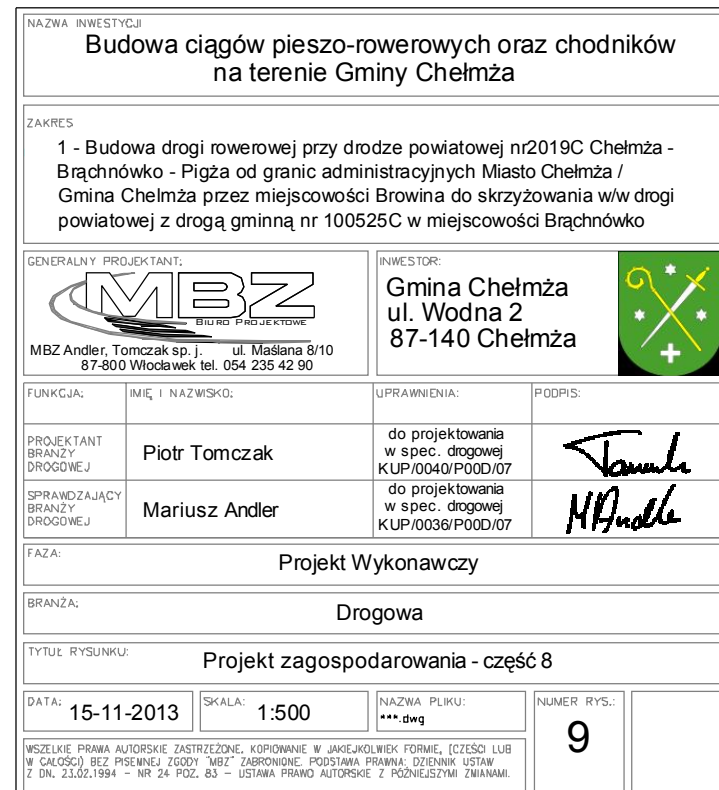 NAZWA INWESTYCJI
Budowa ciągów pieszo-rowerowych oraz chodników
na terenie Gminy Chełmża
ZAKRES
1 - Budowa drogi rowerowej przy drodze powiatowej nr2019C Chełmża -
Brąchnówko - Pigża od granic administracyjnych Miasto Chełmża /
Gmina Chelmża przez miejscowości Browina do skrzyżowania w/w drogi
powiatowej z drogą gminną nr 100525C w miejscowości Brąchnówko
GENERALNY PROJEKTANT:
MBZ
BIURO PROJEKTOWE
MBZ Andler, Tomczak sp. j. ul. Maślana 8/10
87-800 Włocławek tel. 054 235 42 90
INWESTOR:
Gmina Chełmża
ul. Wodna 2
87-140 Chełmża
FUNKCJA: IMIĘ I NAZWISKO: UPRAWNIENIA: PODPIS:
PROJEKTANT
BRANŻY
DROGOWEJ
Piotr Tomczak
do projektowania
w spec. drogowej
KUP/0040/P00D/07
Tomczak
SPRAWDZAJĄCY
BRANŻY
DROGOWEJ
Mariusz Andler
do projektowania
w spec. drogowej
KUP/0036/P00D/07
MAndler
FAZA:
Projekt Wykonawczy
BRANŻA:
Drogowa
TYTUŁ RYSUNKU:
Projekt zagospodarowania - część 8
DATA: 15-11-2013
SKALA: 1:500
NAZWA PLIKU:
***.dwg
NUMER RYS.:
9
WSZELKIE PRAWA AUTORSKIE ZASTRZEŻONE. KOPIOWANIE W JAKIEJKOLWIEK FORMIE, (CZEŚCI LUB
W CAŁOŚCI) BEZ PISEMNEJ ZGODY "MBZ" ZABRONIONE. PODSTAWA PRAWNA: DZIENNIK USTAW
Z DN. 23.02.1994 - NR 24 POZ. 83 - USTAWA PRAWO AUTORSKIE Z PÓŹNIEJSZYMI ZMIANAMI.